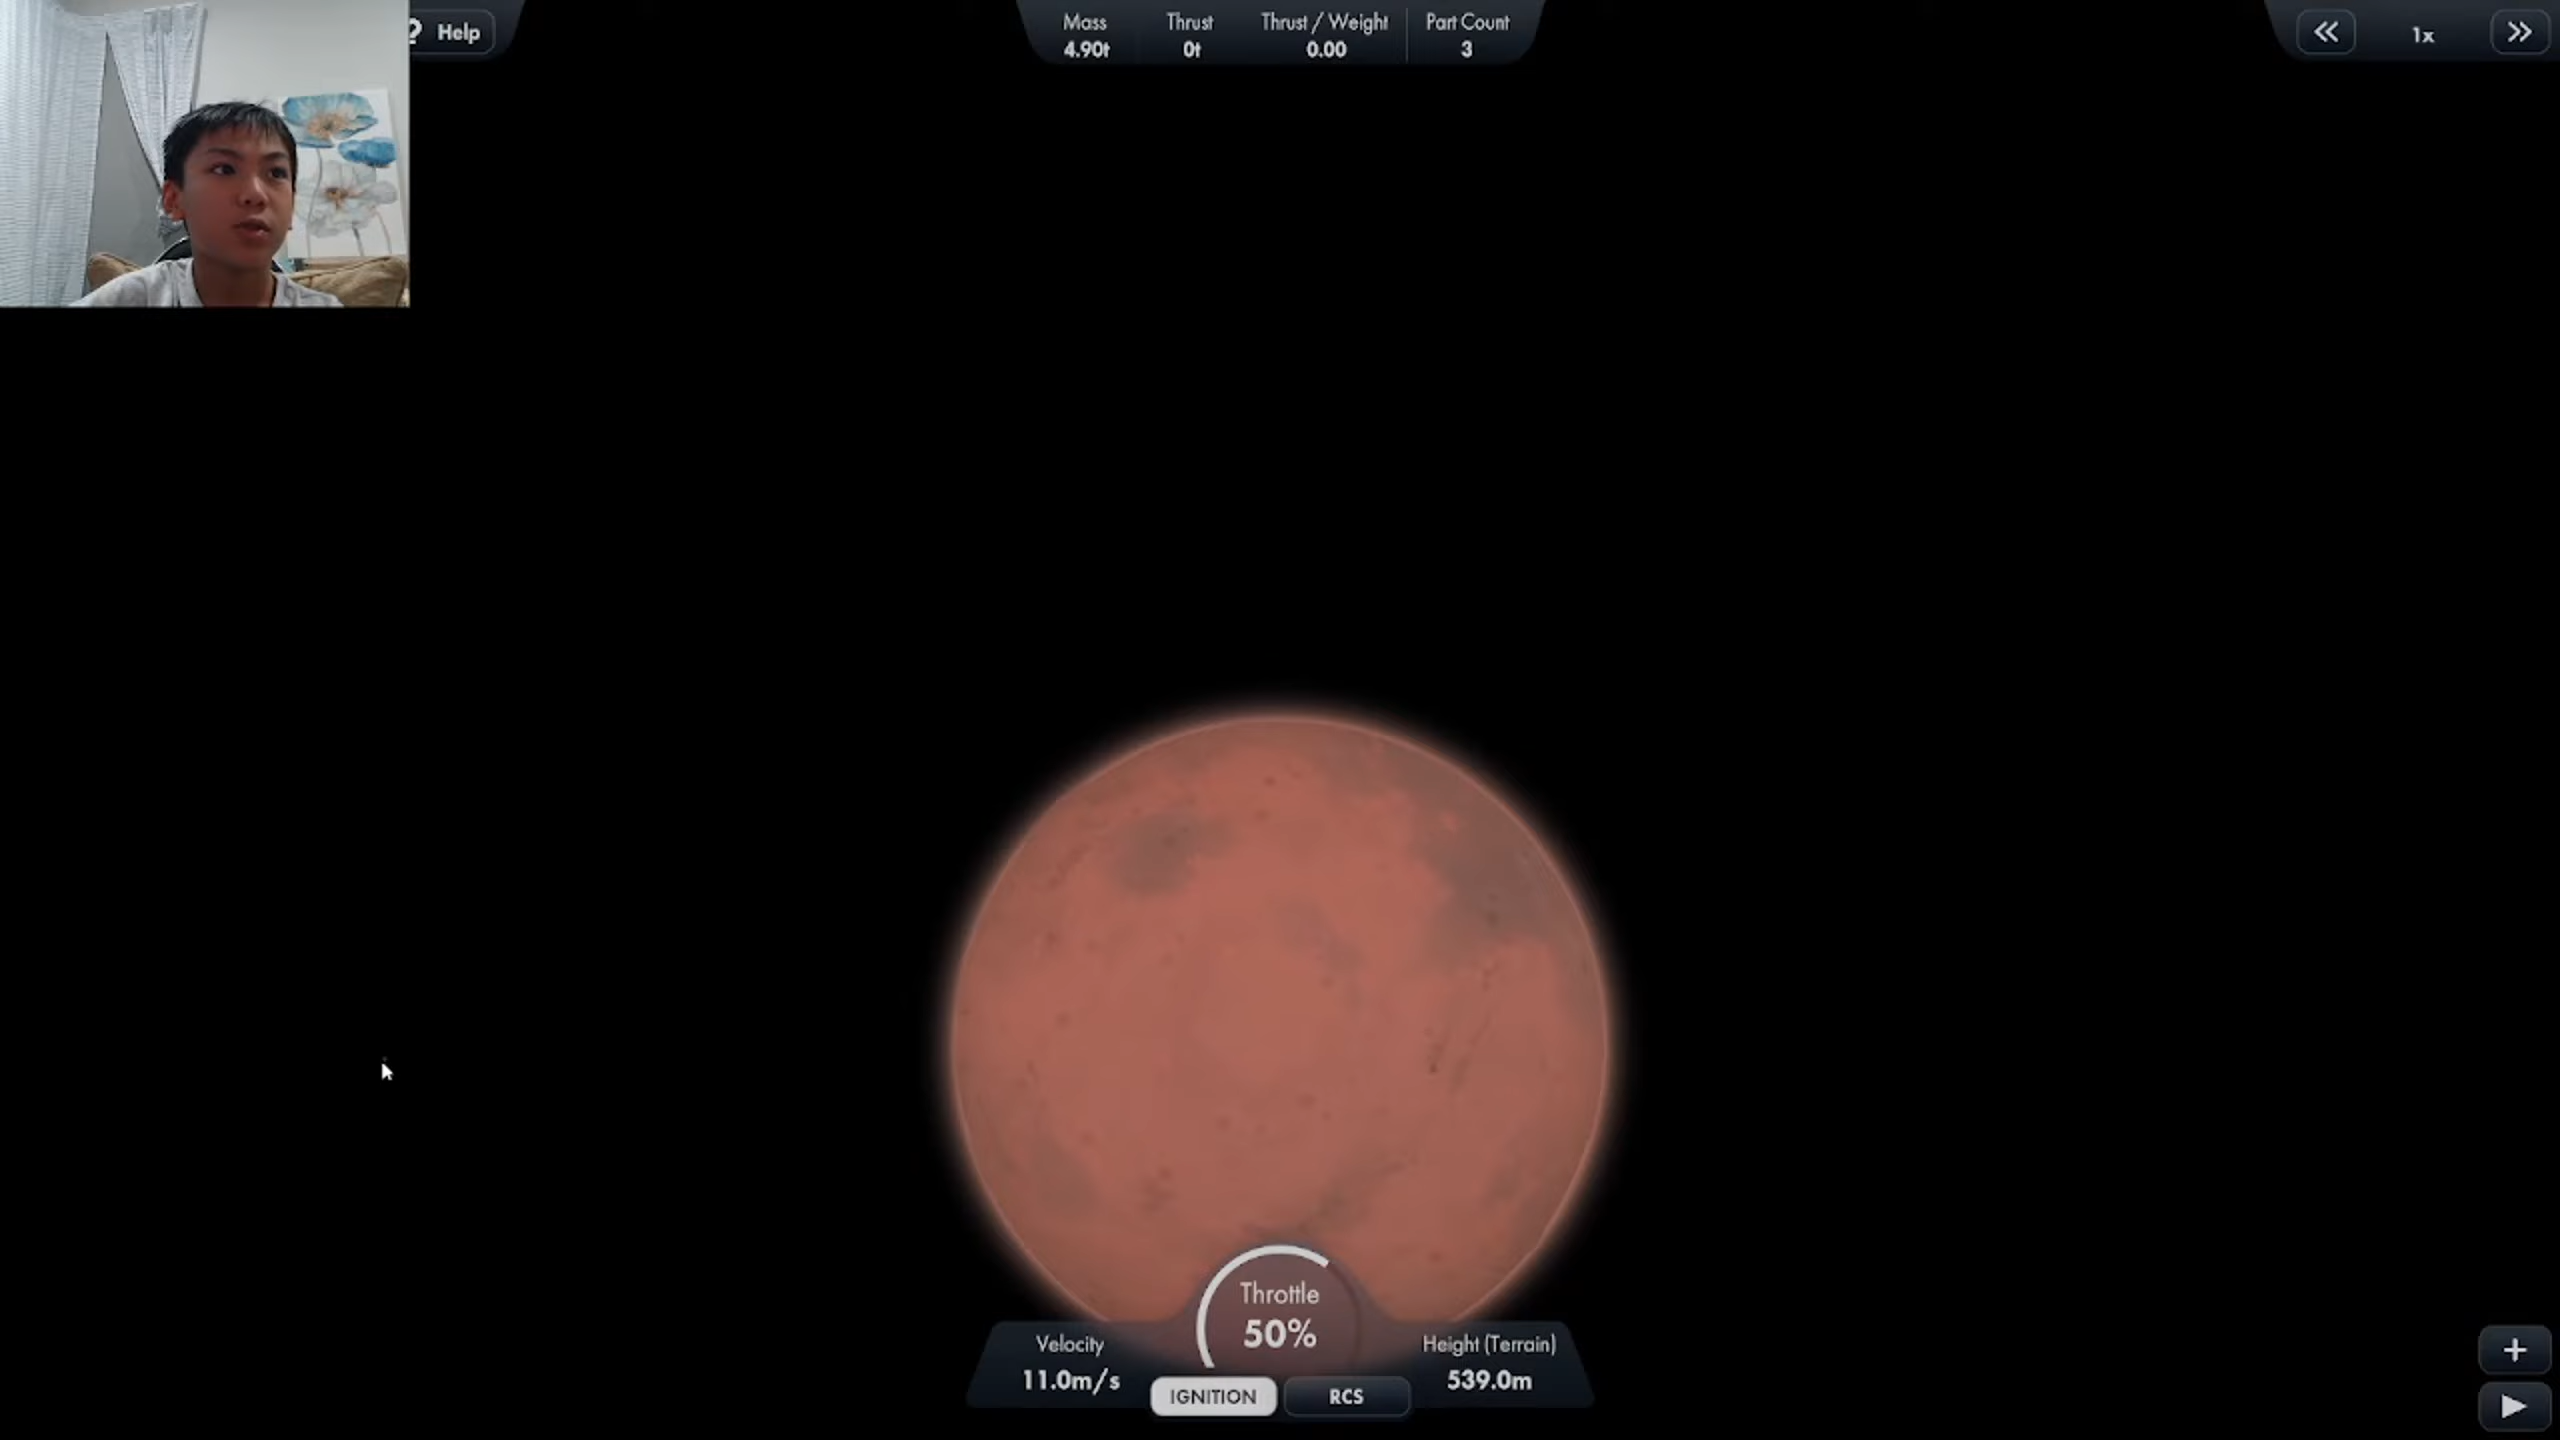 ? Help
Mass
4.90t
Thrust
0t
Thrust / Weight
0.00
Part Count
3
1x
Throttle
50%
Velocity
11.0m/s
Height (Terrain)
539.0m
IGNITION
RCS